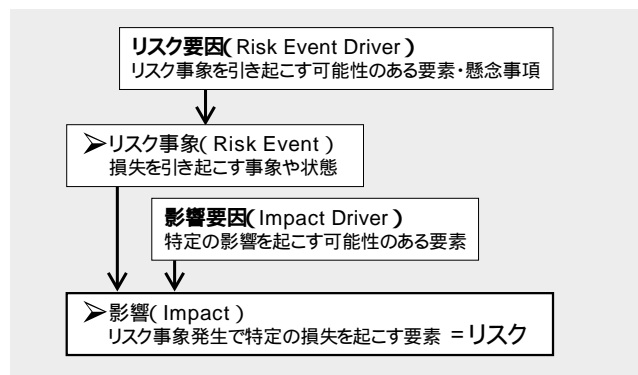 リスク要因( Risk Event Driver )
リスク事象を引き起こす可能性のある要素・懸念事項
➢リスク事象( Risk Event )
損失を引き起こす事象や状態
影響要因( Impact Driver )
特定の影響を起こす可能性のある要素
➢影響( Impact )
リスク事象発生で特定の損失を起こす要素 =リスク